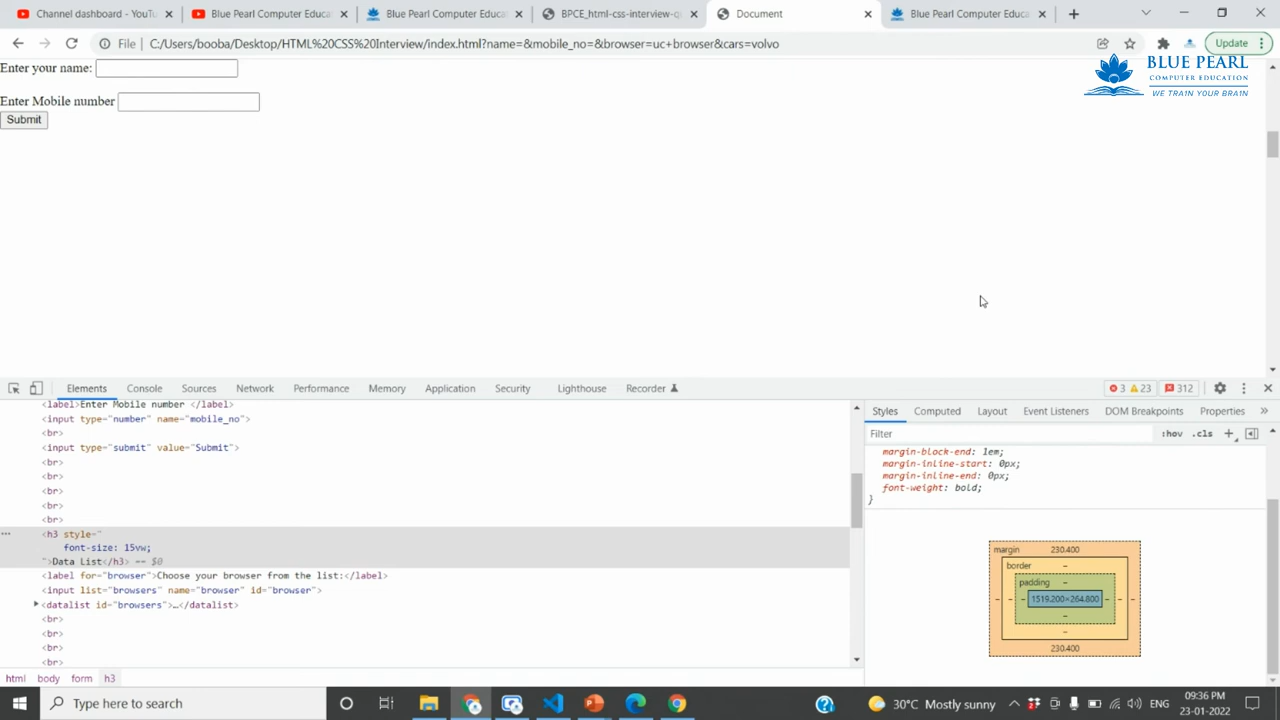 Channel dashboard - YouTu
Blue Pearl Computer Educa
Blue Pearl Computer Educat
BPCE_html-css-interview-q
Document
Blue Pearl Computer Educat
File
C:/Users/booba/Desktop/HTML%20CSS%20Interview/index.html?name=&mobile_no=&browser=uc+browser&cars=volvo
Update
Enter your name:
BLUE PEARL
COMPUTER EDUCATION
WE TRAIN YOUR BRAIN
Enter Mobile number
Submit
Elements Console Sources Network Performance Memory Application Security Lighthouse Recorder
3 23 312
<label>Enter Mobile number </label>
<input type="number" name="mobile_no">
<br>
<input type="submit" value="Submit">
<br>
<br>
<br>
<br>
<br>
<h3 style="
font-size: 15vw;
">Data List</h3> == $0
<label for="browser">Choose your browser from the list:</label>
<input list="browsers" name="browser" id="browser">
<datalist id="browsers">…</datalist>
<br>
<br>
<br>
<br>
html body form h3
Styles Computed Layout Event Listeners DOM Breakpoints Properties
Filter
:hov .cls
margin-block-end: 1em;
margin-inline-start: 0px;
margin-inline-end: 0px;
font-weight: bold;
}
margin 230.400
border -
padding -
1519.200×264.800
230.400
Type here to search
30°C Mostly sunny
ENG
09:36 PM
23-01-2022